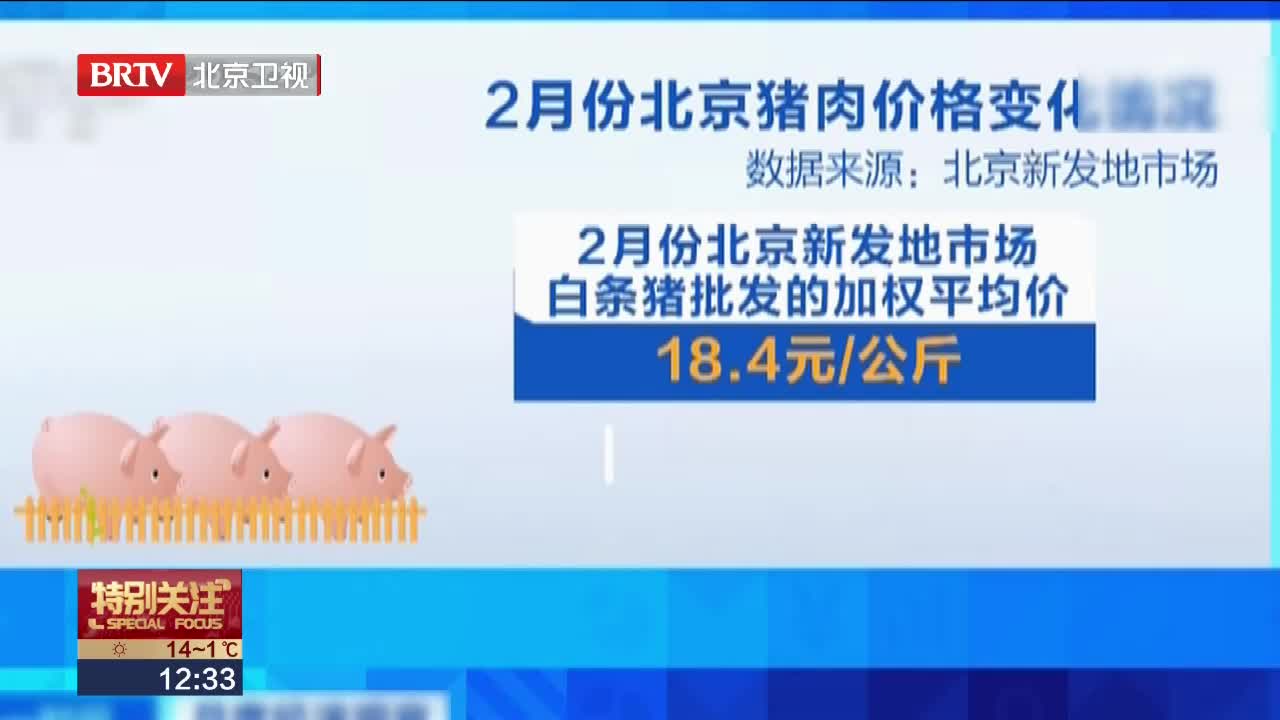 BRTV 北京卫视
2月份北京猪肉价格变化情况
数据来源：北京新发地市场
2月份北京新发地市场
白条猪批发的加权平均价
18.4元/公斤
特别关注
SPECIAL FOCUS
14~1℃
12:33